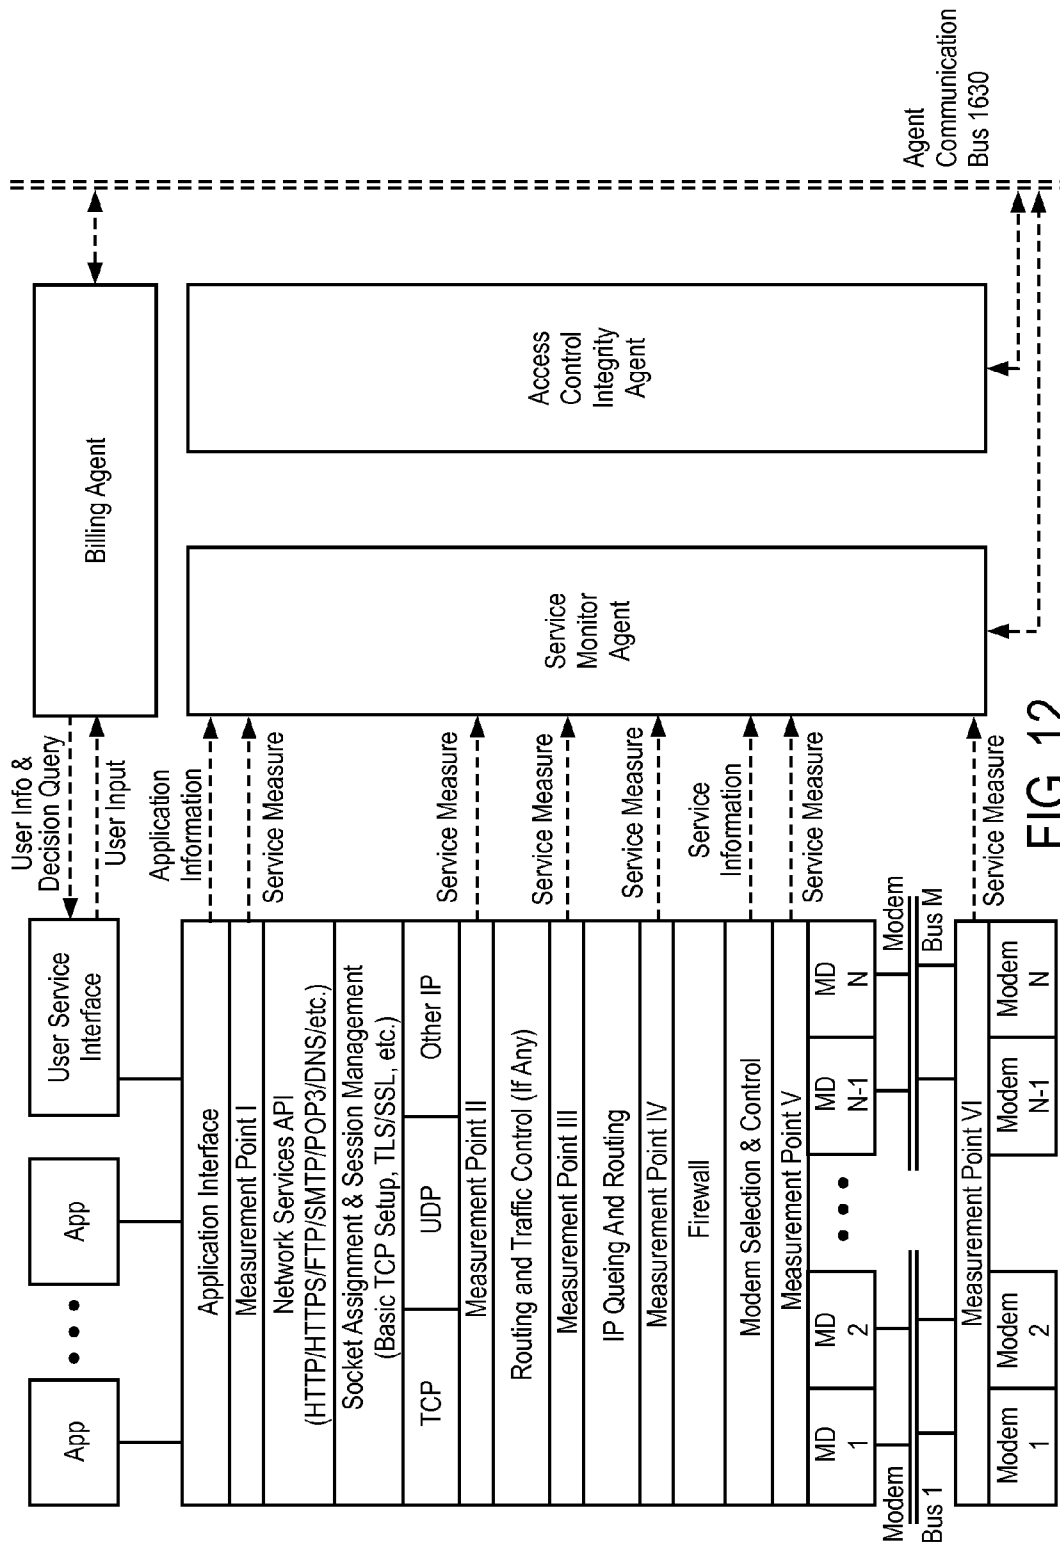 App
App
User Service
Interface
User Info &
Decision Query
User Input
Billing Agent
Application Interface
Measurement Point I
Network Services API
(HTTP/HTTPS/FTP/SMTP/POP3/DNS/etc.)
Socket Assignment & Session Management
(Basic TCP Setup, TLS/SSL, etc.)
TCP
UDP
Other IP
Measurement Point II
Routing and Traffic Control (If Any)
Measurement Point III
IP Queing And Routing
Measurement Point IV
Firewall
Modem Selection & Control
Measurement Point V
MD
1
MD
2
MD
N-1
MD
N
Modem
Bus 1
Modem
Bus M
Measurement Point VI
Modem
1
Modem
2
Modem
N-1
Modem
N
Application
Information
Service Measure
Service Measure
Service Measure
Service Measure
Service
Information
Service Measure
Service Measure
Service
Monitor
Agent
Access
Control
Integrity
Agent
Agent
Communication
Bus 1630
FIG. 12